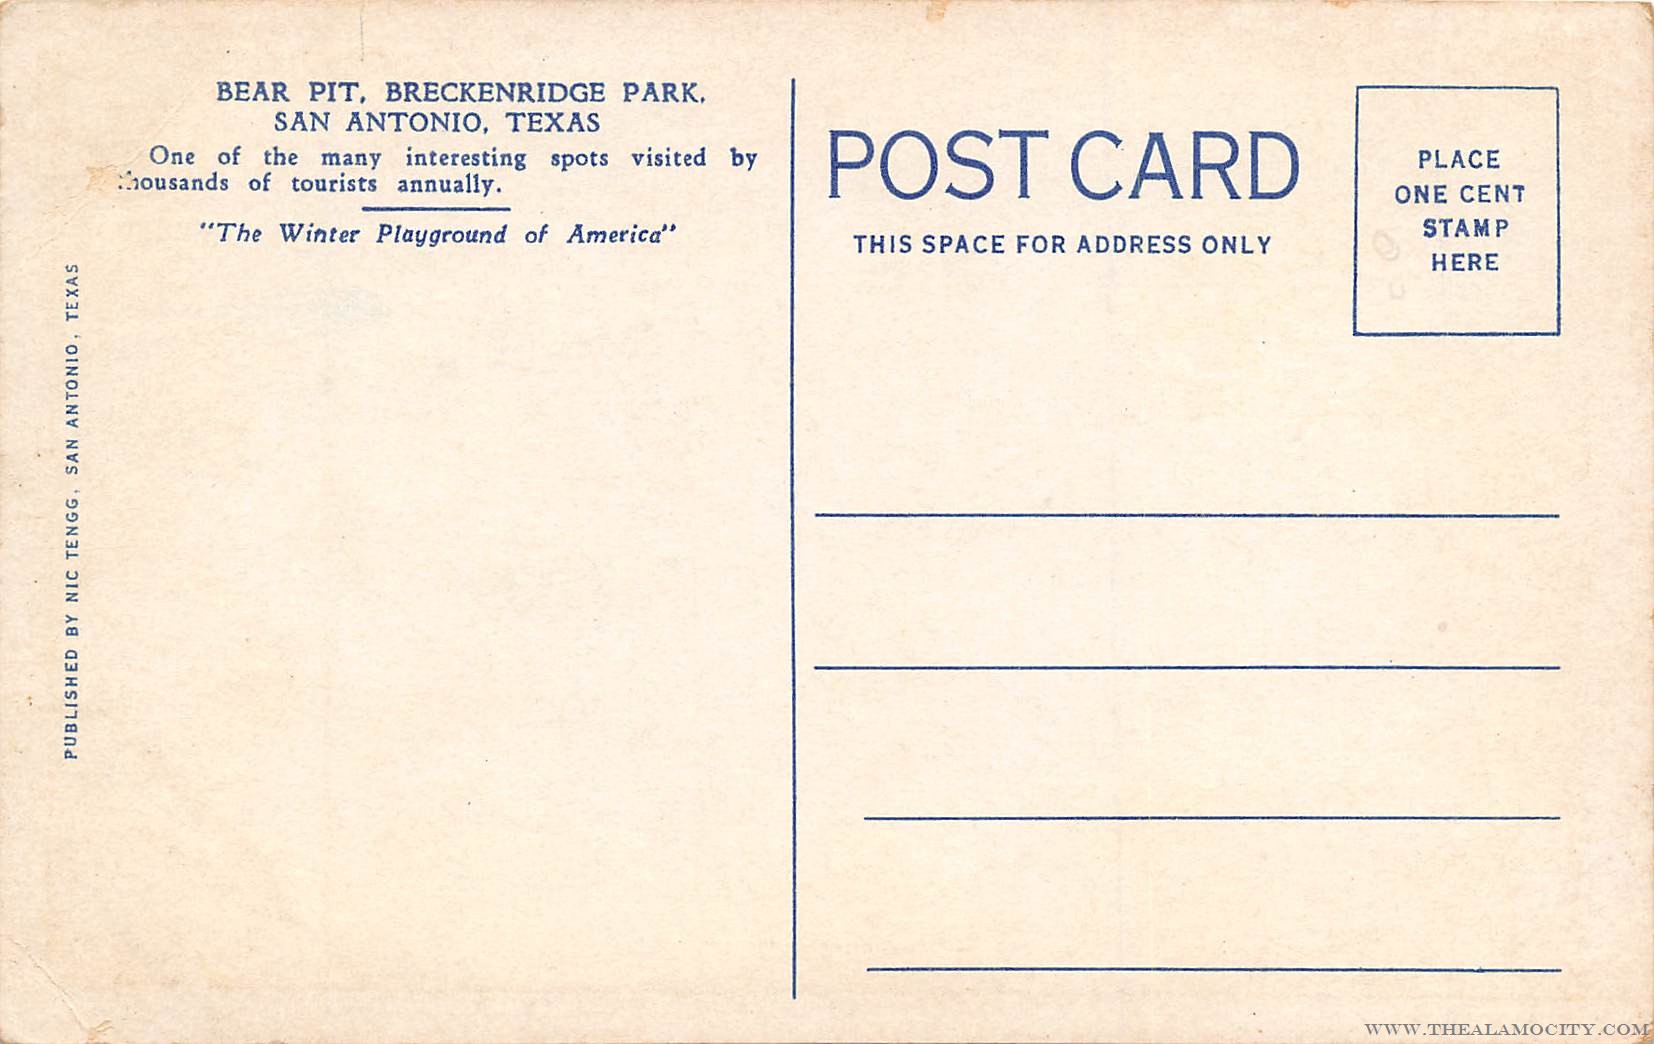 BEAR PIT, BRECKENRIDGE PARK,
SAN ANTONIO, TEXAS
One of the many interesting spots visited by
thousands of tourists annually.
"The Winter Playground of America"
PUBLISHED BY NIC TENGG, SAN ANTONIO, TEXAS
POST CARD
THIS SPACE FOR ADDRESS ONLY
PLACE
ONE CENT
STAMP
HERE
WWW.THEALAMOCITY.COM